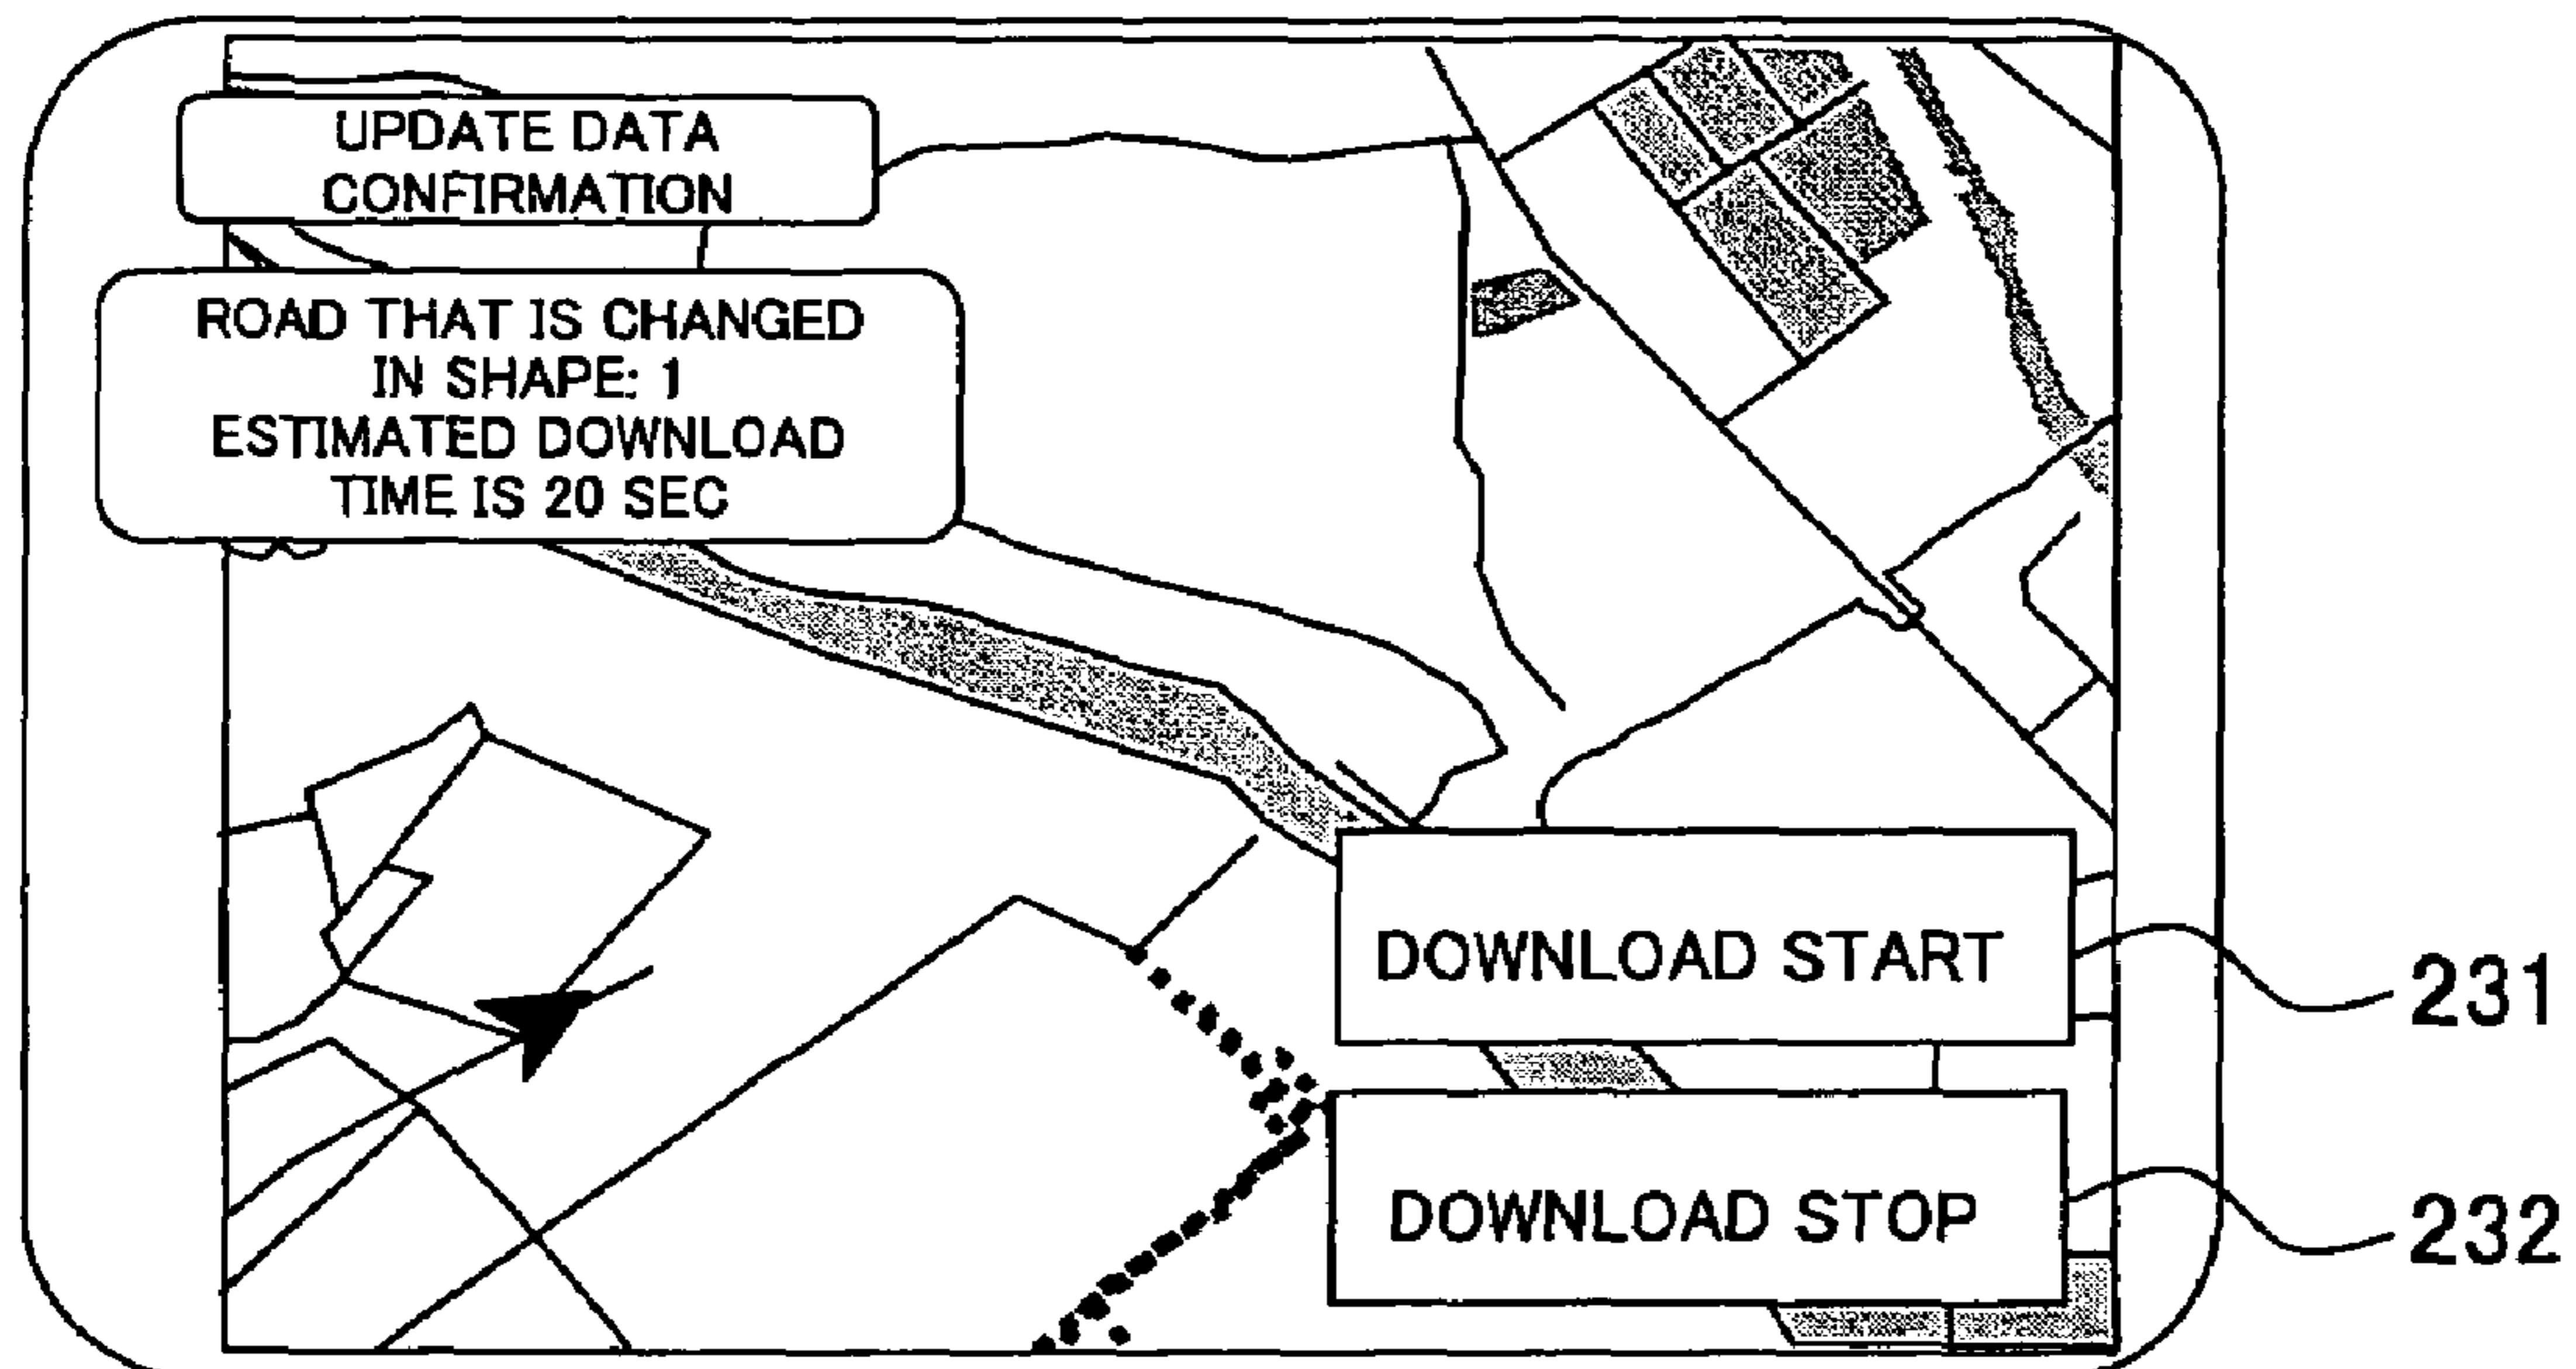 UPDATE DATA
CONFIRMATION
ROAD THAT IS CHANGED
IN SHAPE: 1
ESTIMATED DOWNLOAD
TIME IS 20 SEC
DOWNLOAD START
231
DOWNLOAD STOP
232